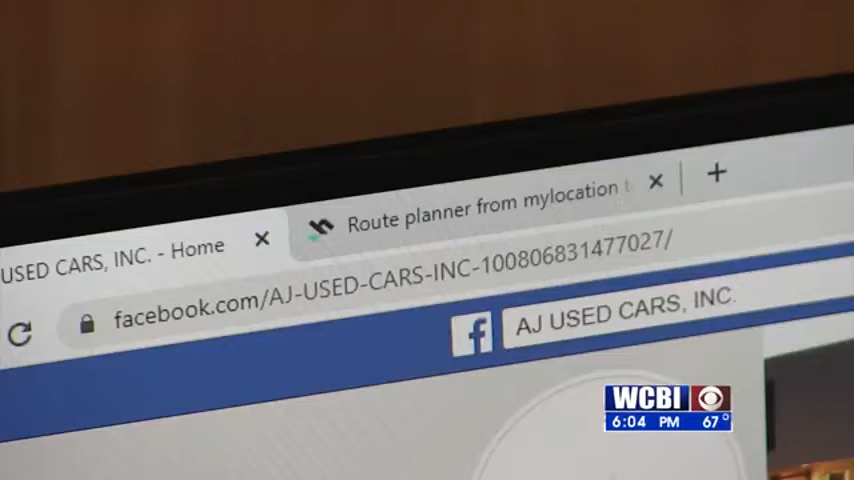 USED CARS, INC. - Home
Route planner from mylocation t
facebook.com/AJ-USED-CARS-INC-100806831477027/
f AJ USED CARS, INC.
WCBI
6:04 PM 67°